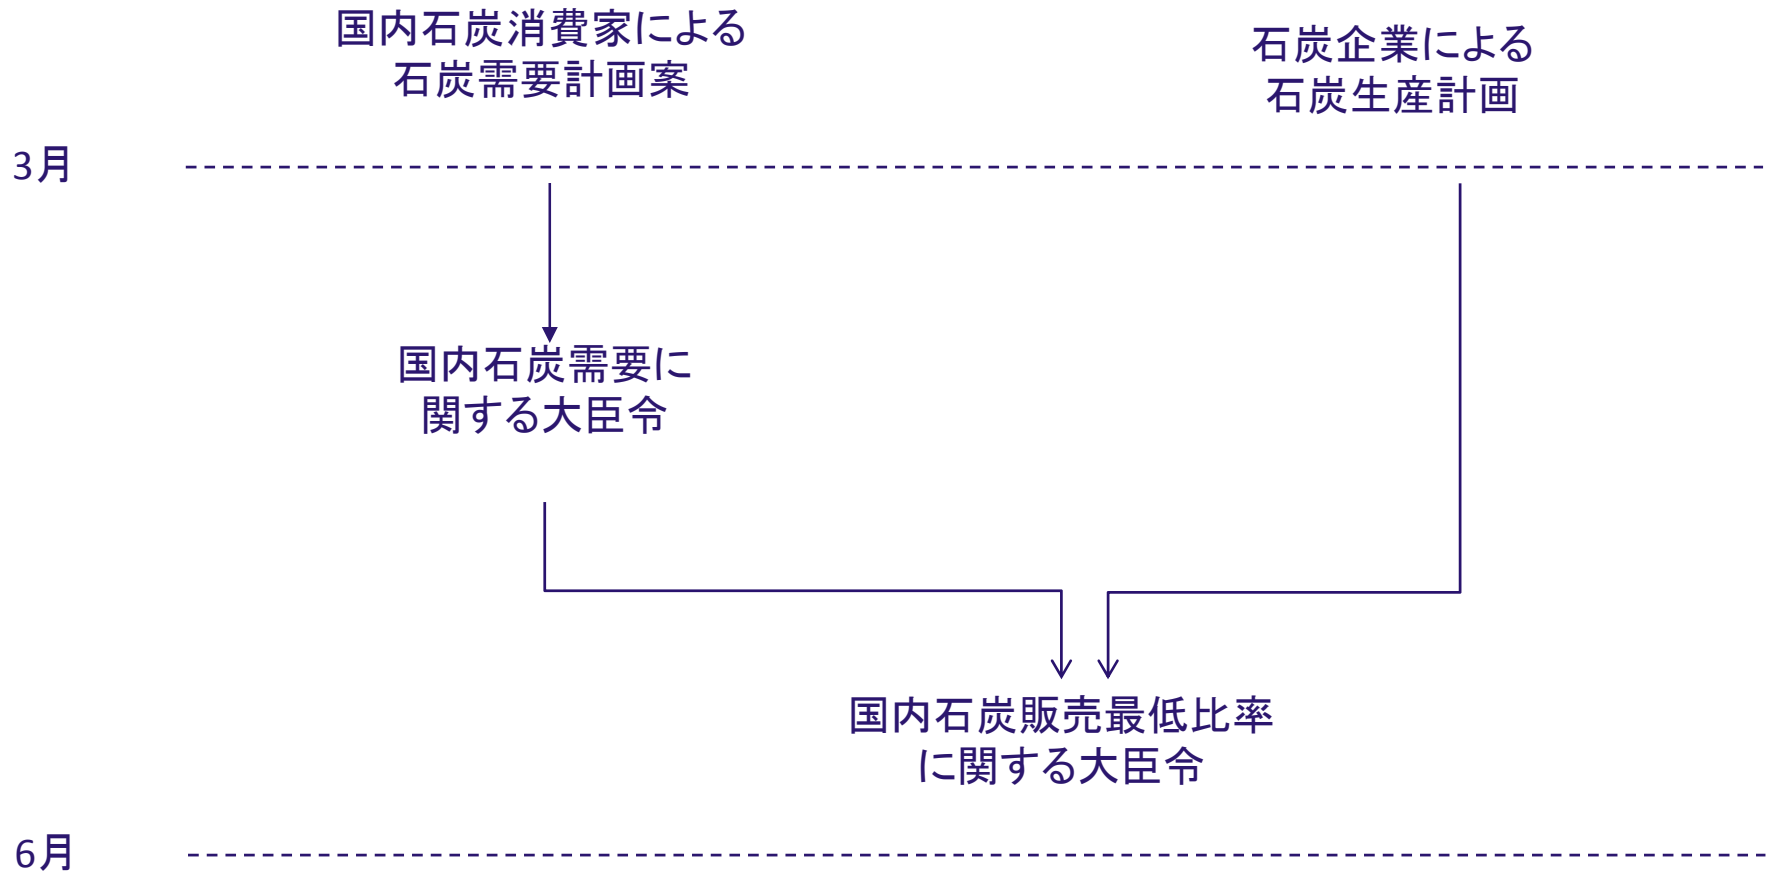 国内石炭消費家による
石炭需要計画案
石炭企業による
石炭生産計画
3月
国内石炭需要に
関する大臣令
国内石炭販売最低比率
に関する大臣令
6月